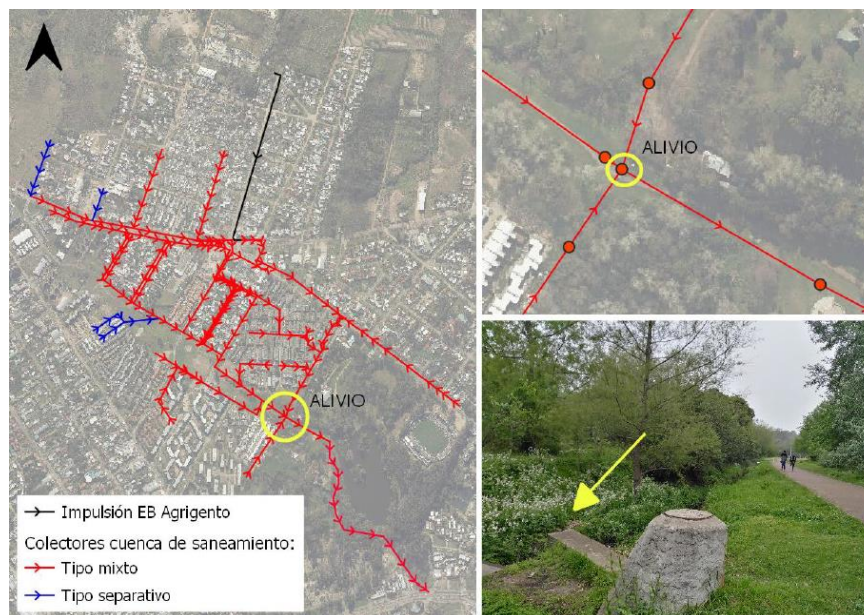 ALIVIO
Impulsión EB Agrigento
Colectores cuenca de saneamiento:
Tipo mixto
Tipo separativo
ALIVIO